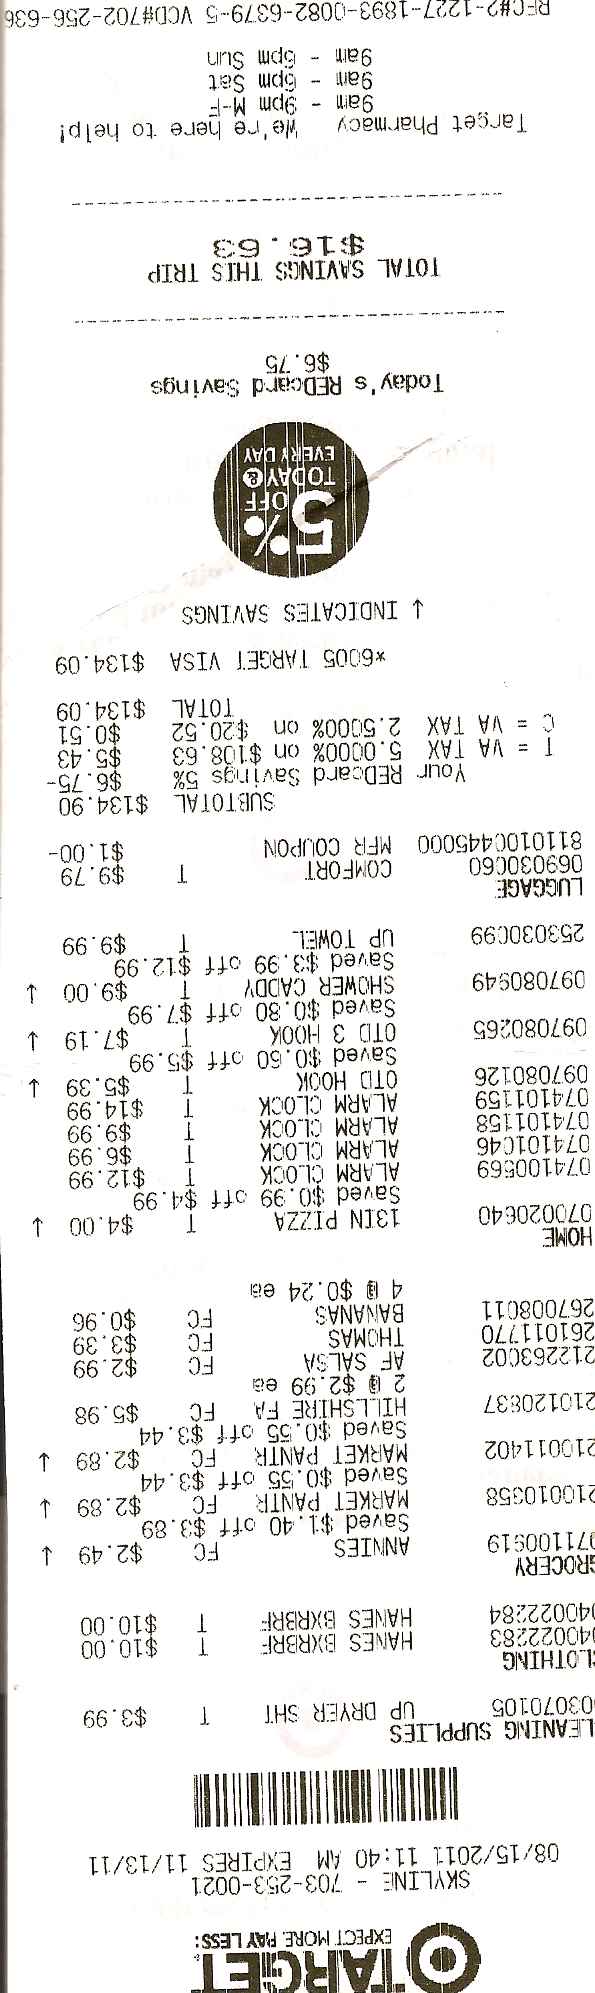 TARGET
EXPECT MORE. PAY LESS:
SKYLINE - 703-253-0021
08/15/2011 11:40 AM EXPIRES 11/13/11
LEANING SUPPLIES
03070105 UP DRYER SHT T $3.99
CLOTHING
040022283 HANES BXRBRF T $10.00
040022284 HANES BXRBRF T $10.00
GROCERY
071100619 ANNIES FC $2.49 ↓
Saved $1.40 off $3.89
210010358 MARKET PANTR FC $2.89 ↓
Saved $0.55 off $3.44
210011402 MARKET PANTR FC $2.89 ↓
Saved $0.55 off $3.44
210120837 HILLSHIRE FA FC $5.98
2 @ $2.99 ea
212263002 AF SALSA FC $2.99
261011770 THOMAS FC $3.39
267008011 BANANAS FC $0.96
4 @ $0.24 ea
HOME
070020640 13IN PIZZA T $4.00 ↓
Saved $0.99 off $4.99
074100569 ALARM CLOCK T $12.99
074101046 ALARM CLOCK T $6.99
074101158 ALARM CLOCK T $9.99
074101159 ALARM CLOCK T $14.99
097080126 OTD HOOK T $5.39 ↓
Saved $0.60 off $5.99
097080265 OTD 3 HOOK T $7.19 ↓
Saved $0.80 off $7.99
097080649 SHOWER CADDY T $9.00 ↓
Saved $3.99 off $12.99
253030099 UP TOWEL T $9.99
LUGGAGE
069030060 COMFORT T $9.79
8110100445000 MFR COUPON $1.00-
SUBTOTAL $134.90
Your REDcard Savings 5% $6.75-
T = VA TAX 5.0000% on $108.63 $5.43
C = VA TAX 2.5000% on $20.52 $0.51
TOTAL $134.09
*6005 TARGET VISA $134.09
↓ INDICATES SAVINGS
5% OFF
TODAY &
EVERY DAY
Today's REDcard Savings
$6.75
TOTAL SAVINGS THIS TRIP
$16.63
Target Pharmacy We're here to help!
9am - 9pm M-F
9am - 6pm Sat
9am - 6pm Sun
REC#2-1227-1893-0082-6379-5 VCD#702-256-636